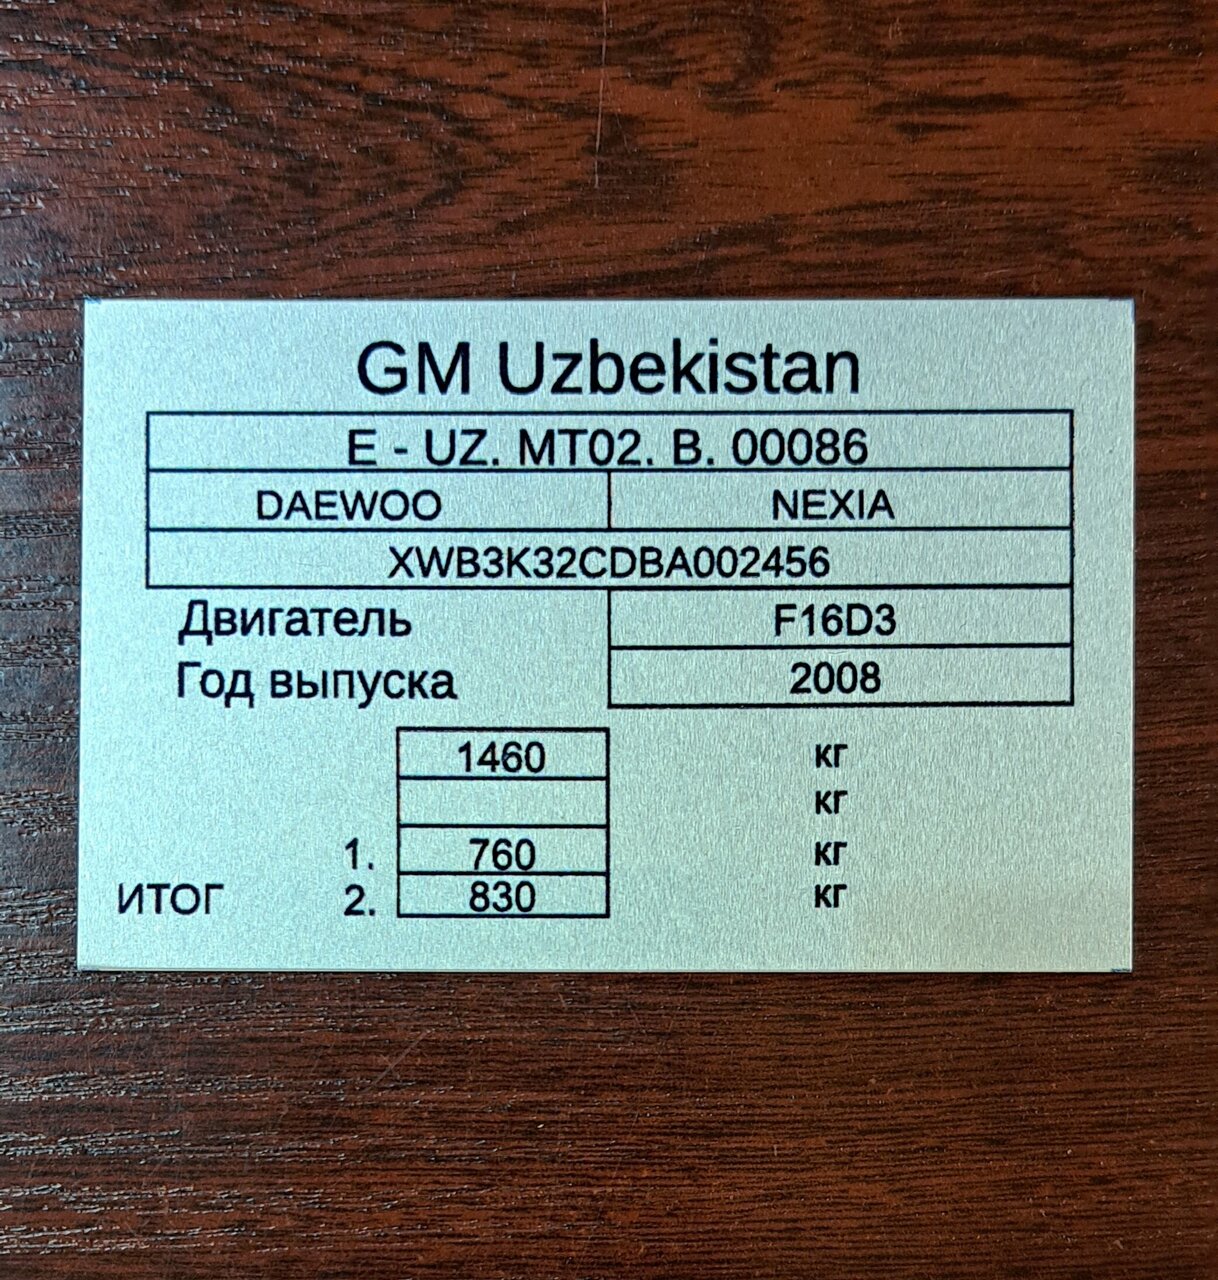 GM Uzbekistan
E - UZ. MT02. B. 00086
DAEWOO NEXIA
XWB3K32CDBA002456
Двигатель F16D3
Год выпуска 2008
1460 кг
кг
1. 760 кг
ИТОГ 2. 830 кг